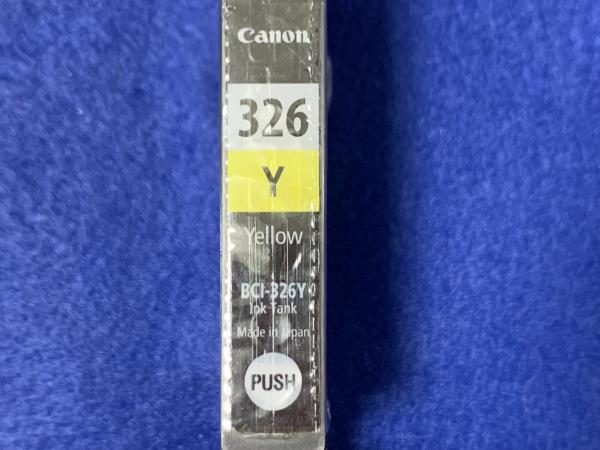 Canon
326
Y
Yellow
BCI-326Y
Ink Tank
Made in Japan
PUSH